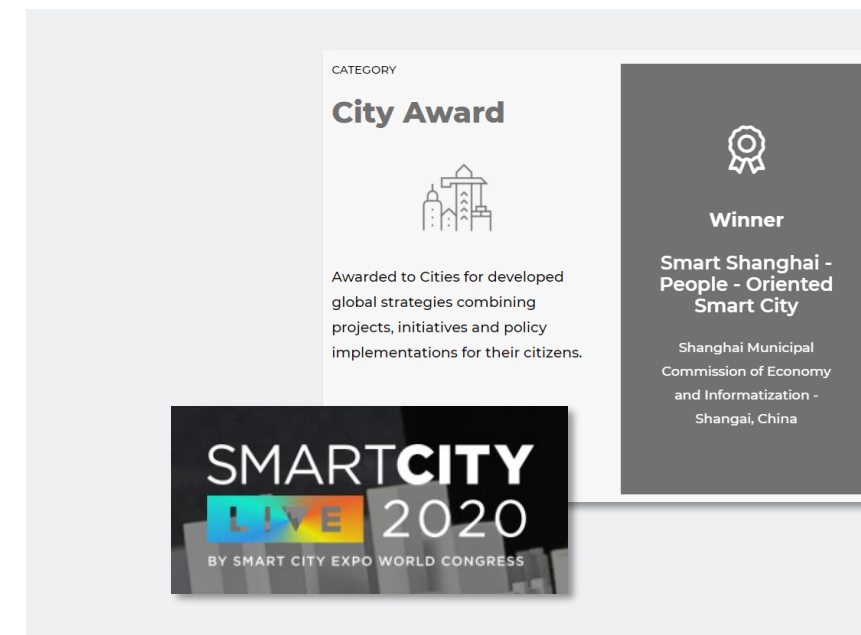 CATEGORY
City Award
Awarded to Cities for developed
global strategies combining
projects, initiatives and policy
implementations for their citizens.
Winner
Smart Shanghai -
People - Oriented
Smart City
Shanghai Municipal
Commission of Economy
and Informatization -
Shangai, China
SMARTCITY
LIVE 2020
BY SMART CITY EXPO WORLD CONGRESS